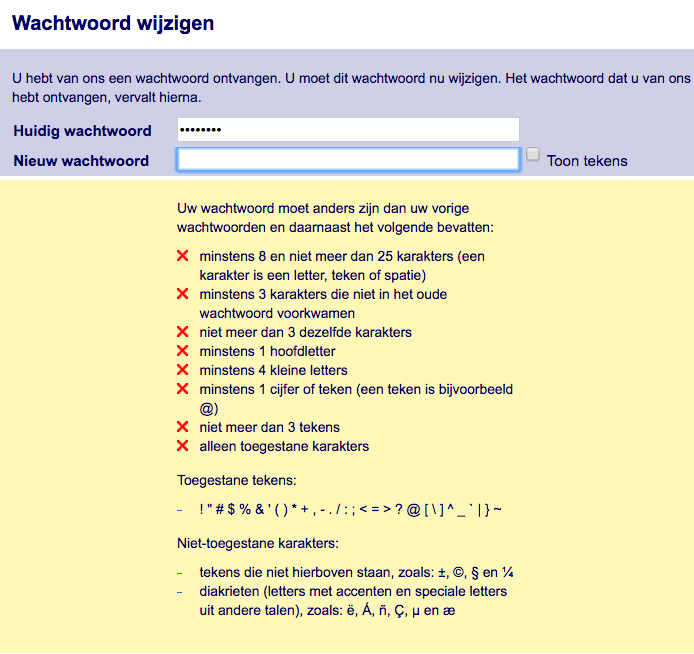 Wachtwoord wijzigen
U hebt van ons een wachtwoord ontvangen. U moet dit wachtwoord nu wijzigen. Het wachtwoord dat u van ons
hebt ontvangen, vervalt hierna.
Huidig wachtwoord ••••••••
Nieuw wachtwoord Toon tekens
Uw wachtwoord moet anders zijn dan uw vorige
wachtwoorden en daarnaast het volgende bevatten:
minstens 8 en niet meer dan 25 karakters (een
karakter is een letter, teken of spatie)
minstens 3 karakters die niet in het oude
wachtwoord voorkwamen
niet meer dan 3 dezelfde karakters
minstens 1 hoofdletter
minstens 4 kleine letters
minstens 1 cijfer of teken (een teken is bijvoorbeeld
@)
niet meer dan 3 tekens
alleen toegestane karakters
Toegestane tekens:
- ! " # $ % & ' ( ) * + , - . / : ; < = > ? @ [ \ ] ^ _ ` | } ~
Niet-toegestane karakters:
- tekens die niet hierboven staan, zoals: ±, ©, § en ¼
- diakrieten (letters met accenten en speciale letters
uit andere talen), zoals: ë, Á, ñ, Ç, µ en æ